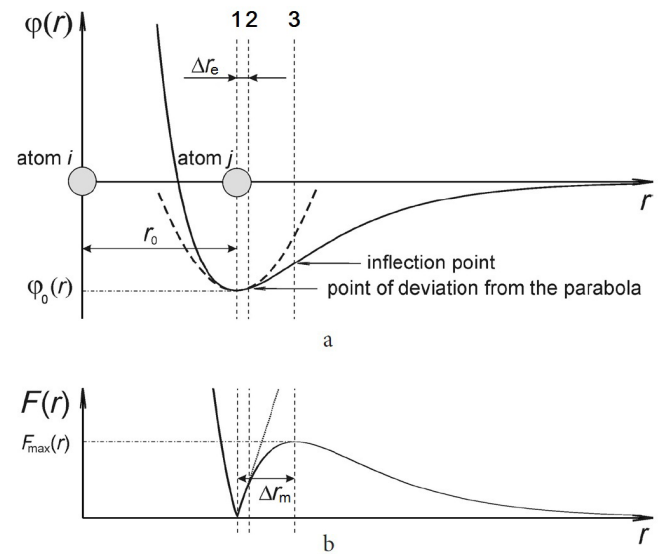 φ(r)
1 2 3
Δrₑ
atom i
atom j
r
r₀
inflection point
φ₀(r)
point of deviation from the parabola
a
F(r)
Fmax(r)
Δrm
r
b